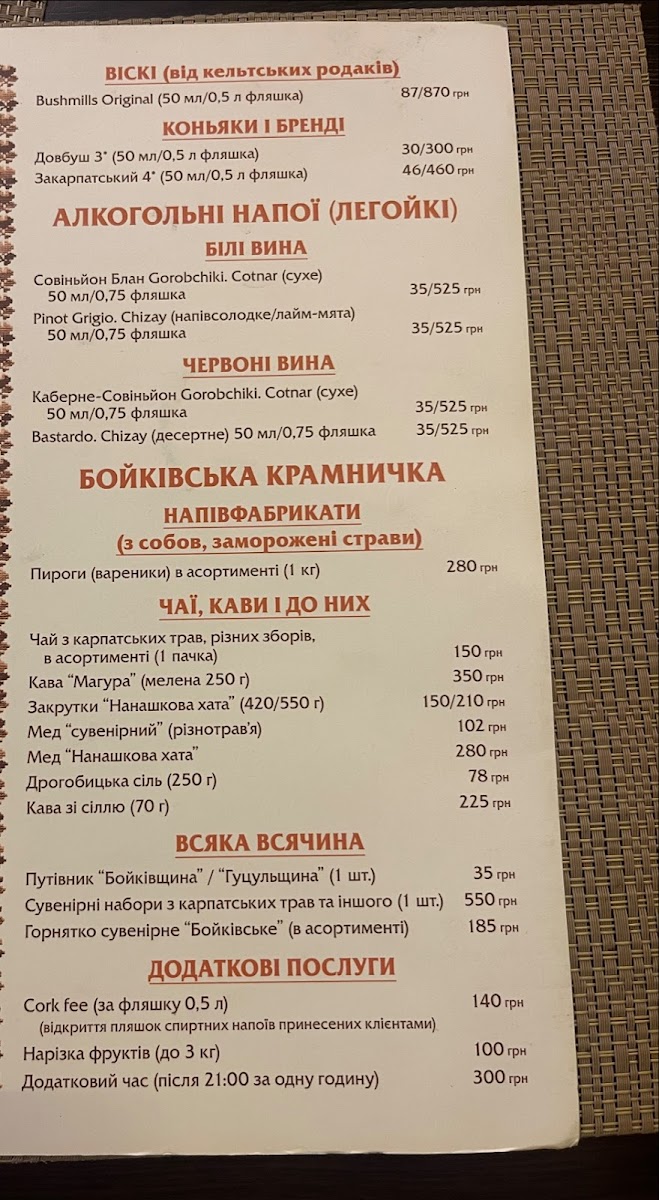 ВІСКІ (від кельтських родаків)
Bushmills Original (50 мл/0,5 л фляшка) 87/870 грн
КОНЬЯКИ І БРЕНДІ
Довбуш 3* (50 мл/0,5 л фляшка) 30/300 грн
Закарпатський 4* (50 мл/0,5 л фляшка) 46/460 грн
АЛКОГОЛЬНІ НАПОЇ (ЛЕГОЙКІ)
БІЛІ ВИНА
Совіньйон Блан Gorobchiki. Cotnar (сухе)
50 мл/0,75 фляшка 35/525 грн
Pinot Grigio. Chizay (напівсолодке/лайм-мята)
50 мл/0,75 фляшка 35/525 грн
ЧЕРВОНІ ВИНА
Каберне-Совіньйон Gorobchiki. Cotnar (сухе)
50 мл/0,75 фляшка 35/525 грн
Bastardo. Chizay (десертне) 50 мл/0,75 фляшка 35/525 грн
БОЙКІВСЬКА КРАМНИЧКА
НАПІВФАБРИКАТИ
(з собов, заморожені страви)
Пироги (вареники) в асортименті (1 кг) 280 грн
ЧАЇ, КАВИ І ДО НИХ
Чай з карпатських трав, різних зборів,
в асортименті (1 пачка) 150 грн
Кава “Магура” (мелена 250 г) 350 грн
Закрутки “Нанашкова хата” (420/550 г) 150/210 грн
Мед “сувенірний” (різнотрав’я) 102 грн
Мед “Нанашкова хата” 280 грн
Дрогобицька сіль (250 г) 78 грн
Кава зі сіллю (70 г) 225 грн
ВСЯКА ВСЯЧИНА
Путівник “Бойківщина” / “Гуцульщина” (1 шт.) 35 грн
Сувенірні набори з карпатських трав та іншого (1 шт.) 550 грн
Горнятко сувенірне “Бойківське” (в асортименті) 185 грн
ДОДАТКОВІ ПОСЛУГИ
Cork fee (за фляшку 0,5 л) 140 грн
(відкриття пляшок спиртних напоїв принесених клієнтами)
Нарізка фруктів (до 3 кг) 100 грн
Додатковий час (після 21:00 за одну годину) 300 грн